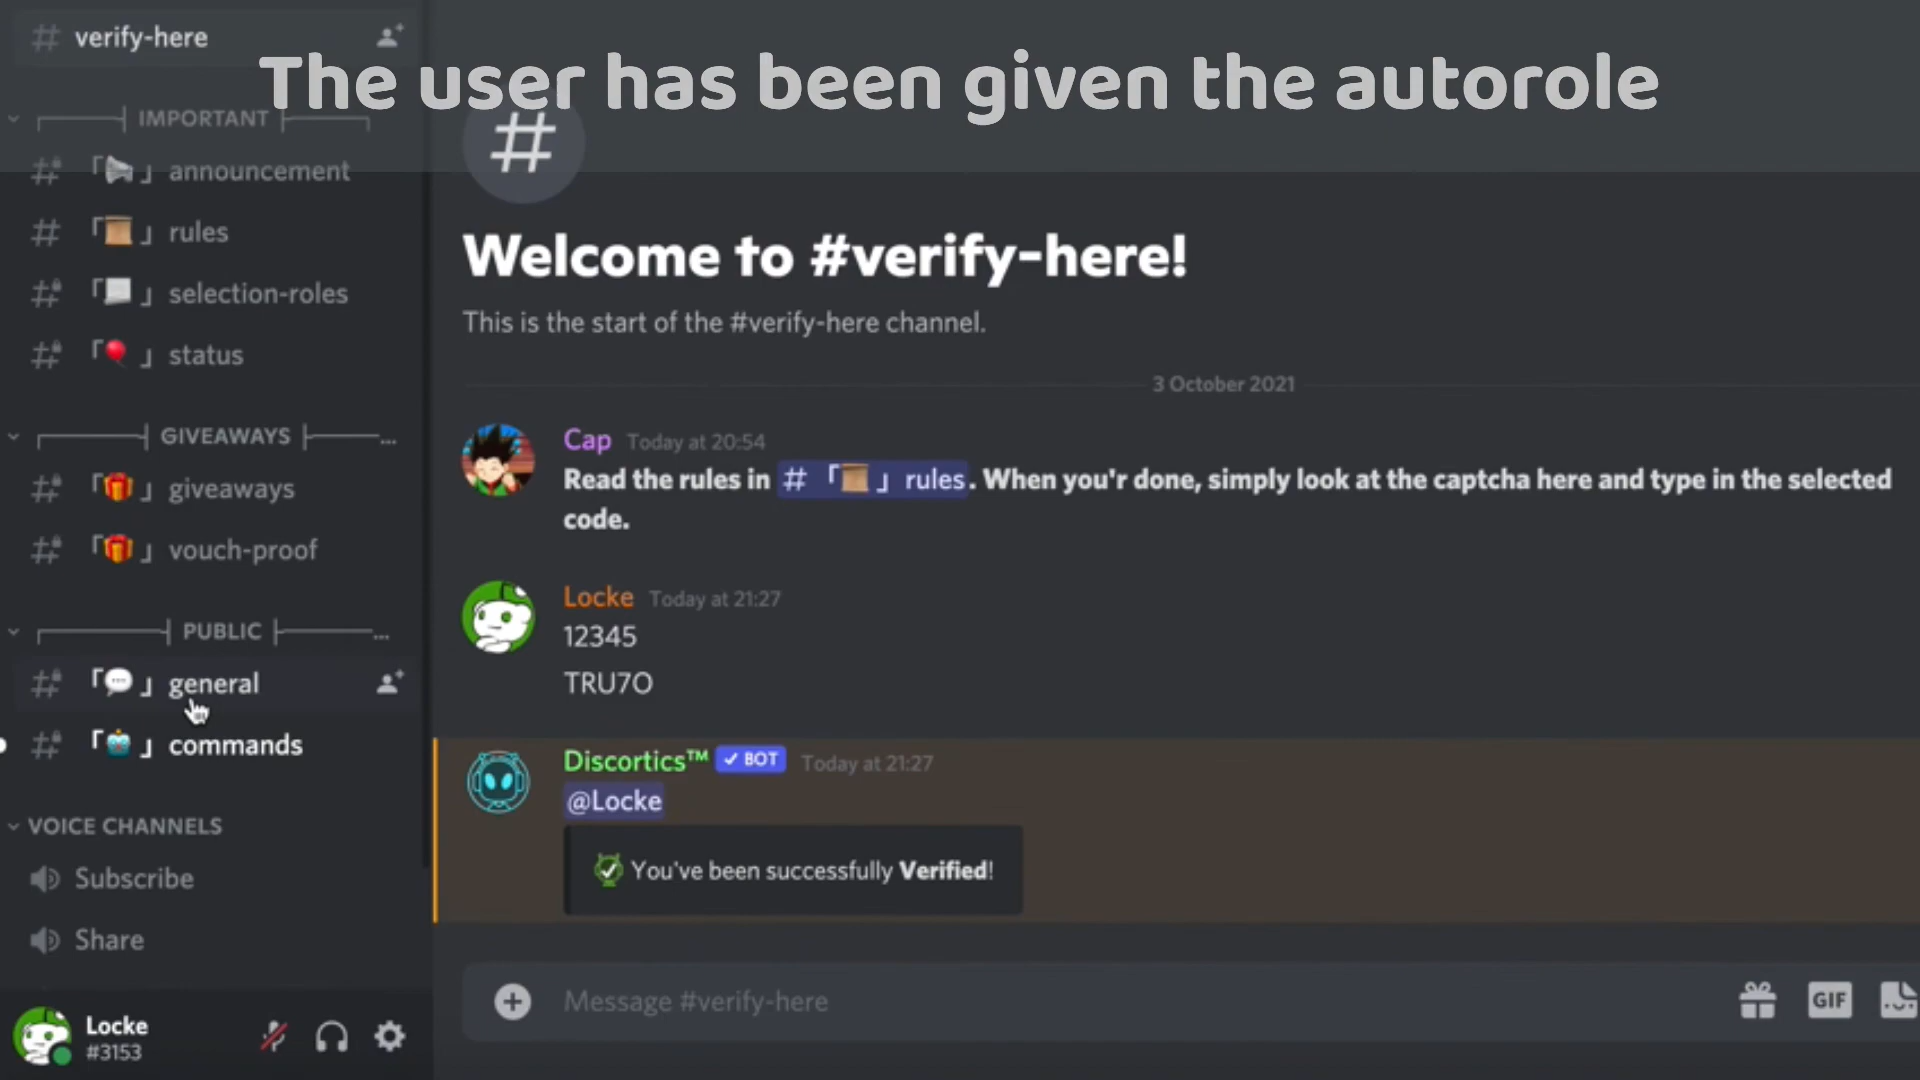 verify-here
The user has been given the autorole
IMPORTANT
「」 announcement
「」 rules
「」 selection-roles
「」 status
GIVEAWAYS ...
「」 giveaways
「」 vouch-proof
PUBLIC ...
「」 general
「」 commands
VOICE CHANNELS
Subscribe
Share
Locke
#3153
#
Welcome to #verify-here!
This is the start of the #verify-here channel.
3 October 2021
Cap Today at 20:54
Read the rules in # 「」 rules. When you'r done, simply look at the captcha here and type in the selected
code.
Locke Today at 21:27
12345
TRU7O
Discortics™ ✓ BOT Today at 21:27
@Locke
You've been successfully Verified!
Message #verify-here
GIF